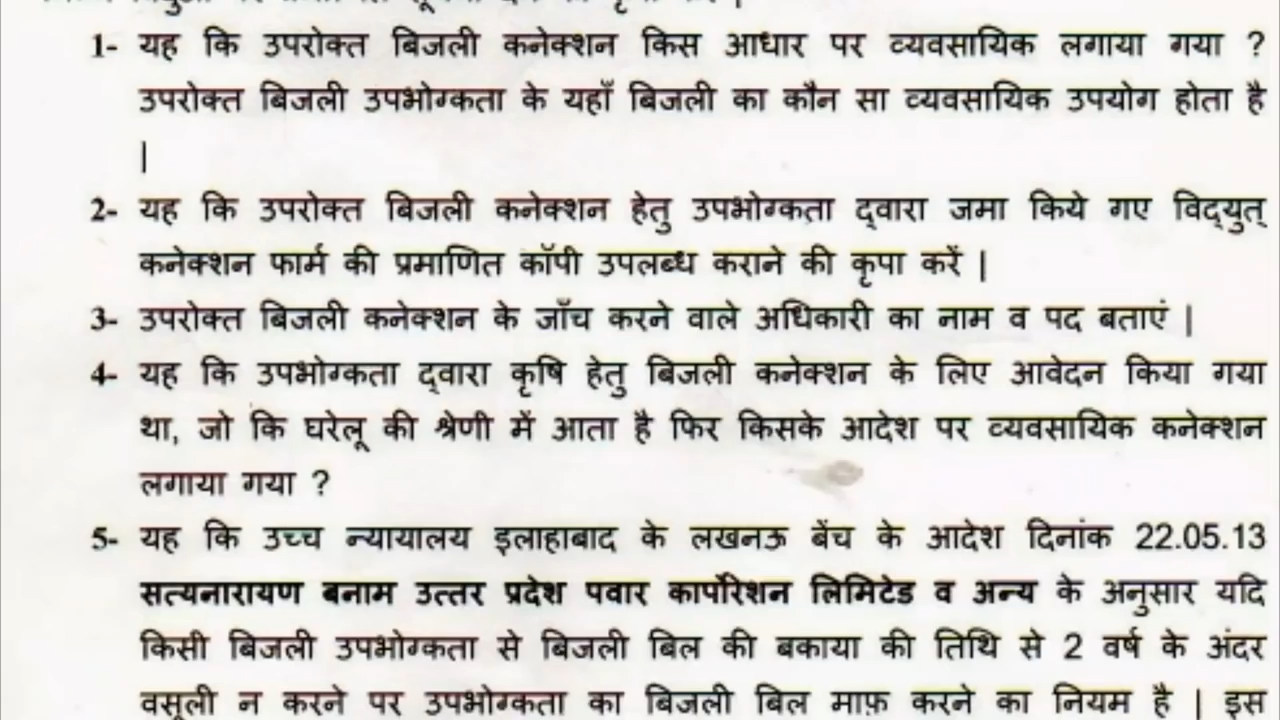 1- यह कि उपरोक्त बिजली कनेक्शन किस आधार पर व्यवसायिक लगाया गया ?
उपरोक्त बिजली उपभोग्कता के यहाँ बिजली का कौन सा व्यवसायिक उपयोग होता है
|
2- यह कि उपरोक्त बिजली कनेक्शन हेतु उपभोग्कता द्वारा जमा किये गए विद्युत्
कनेक्शन फार्म की प्रमाणित कॉपी उपलब्ध कराने की कृपा करें |
3- उपरोक्त बिजली कनेक्शन के जाँच करने वाले अधिकारी का नाम व पद बताएं |
4- यह कि उपभोग्कता द्वारा कृषि हेतु बिजली कनेक्शन के लिए आवेदन किया गया
था, जो कि घरेलू की श्रेणी में आता है फिर किसके आदेश पर व्यवसायिक कनेक्शन
लगाया गया ?
5- यह कि उच्च न्यायालय इलाहाबाद के लखनऊ बेंच के आदेश दिनांक 22.05.13
सत्यनारायण बनाम उत्तर प्रदेश पवार कार्पोरेशन लिमिटेड व अन्य के अनुसार यदि
किसी बिजली उपभोग्कता से बिजली बिल की बकाया की तिथि से 2 वर्ष के अंदर
वसूली न करने पर उपभोग्कता का बिजली बिल माफ़ करने का नियम है | इस